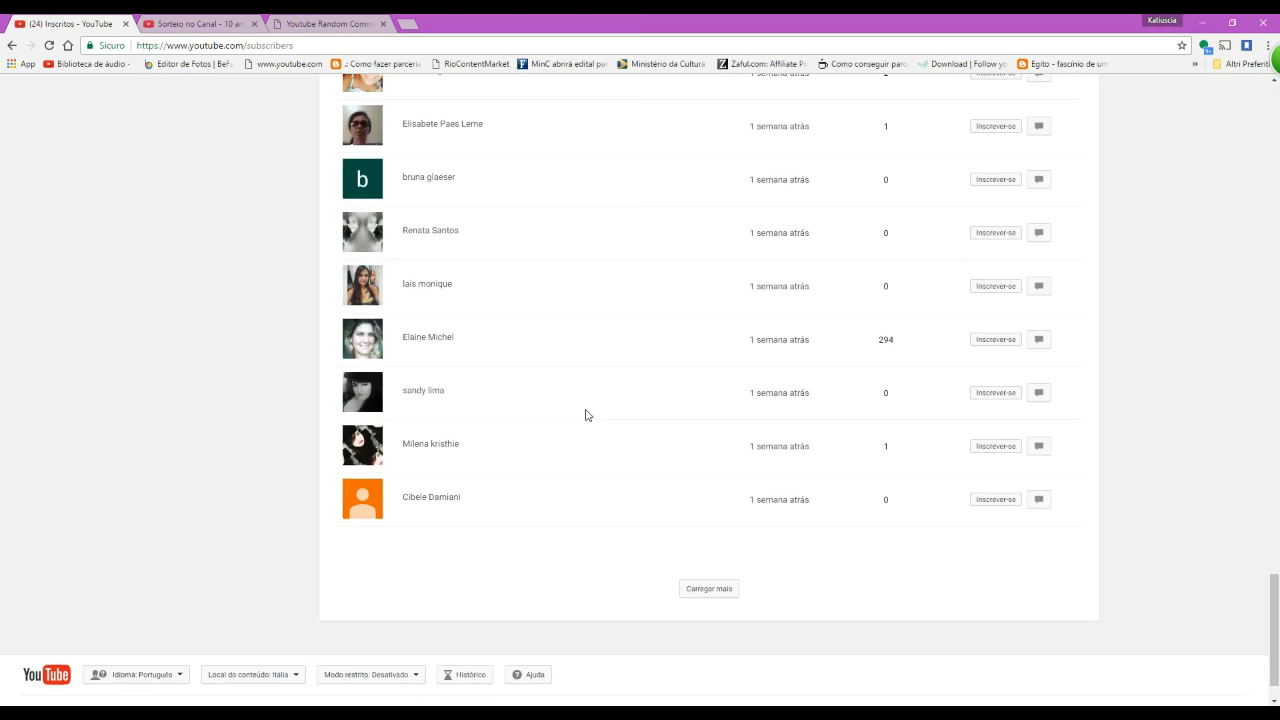 Katiuscia
(24) Inscritos - YouTube
Sorteio no Canal - 10 an
Youtube Random Comm
Sicuro
https://www.youtube.com/subscribers
App
Biblioteca de áudio -
Editor de Fotos | BeFu
www.youtube.com
.: Como fazer parceria
RioContentMarket
MinC abrirá edital par
Ministério da Cultura
Zaful.com: Affiliate Pr
Como conseguir parc
Download | Follow yo
Egito - fascínio de um
»
Altri Preferiti
1 semana atrás 2 Inscrever-se
Elisabete Paes Leme 1 semana atrás 1 Inscrever-se
b
bruna glaeser 1 semana atrás 0 Inscrever-se
Renata Santos 1 semana atrás 0 Inscrever-se
lais monique 1 semana atrás 0 Inscrever-se
Elaine Michel 1 semana atrás 294 Inscrever-se
sandy lima 1 semana atrás 0 Inscrever-se
Milena kristhie 1 semana atrás 1 Inscrever-se
Cibele Damiani 1 semana atrás 0 Inscrever-se
Carregar mais
YouTube Idioma: Português Local do conteúdo: Itália Modo restrito: Desativado Histórico Ajuda